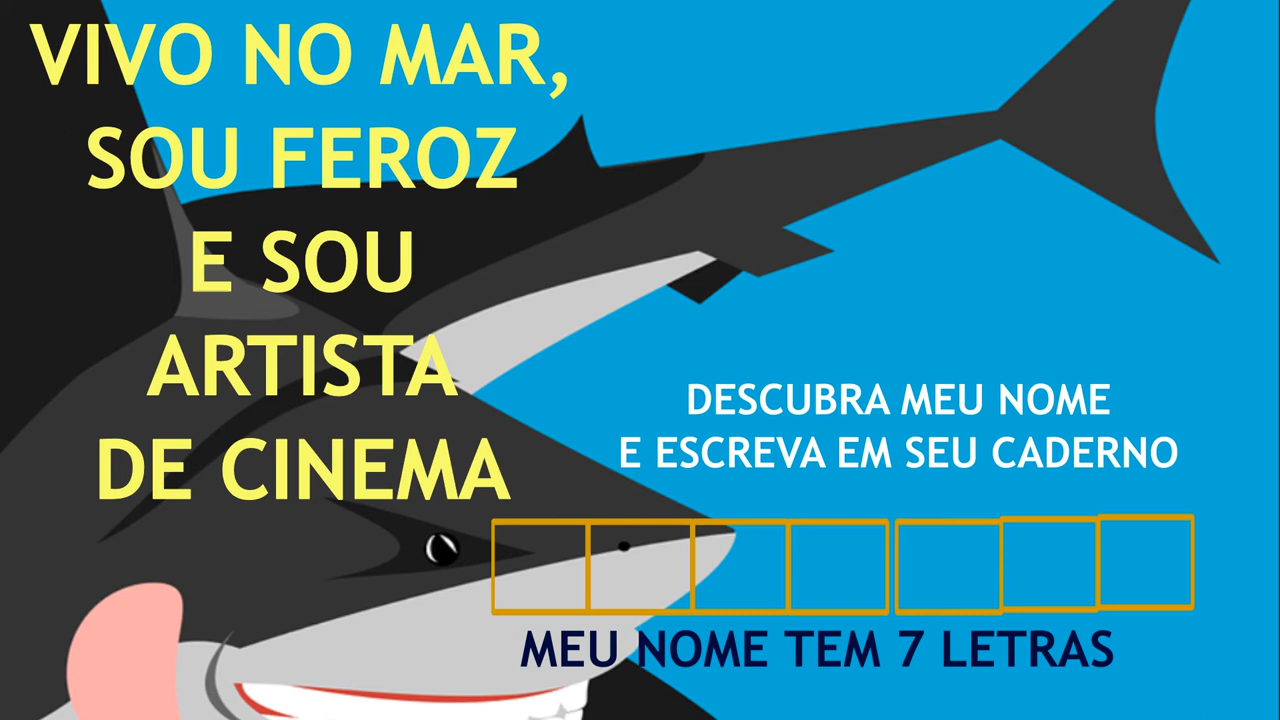 VIVO NO MAR,
SOU FEROZ
E SOU
ARTISTA
DE CINEMA
DESCUBRA MEU NOME
E ESCREVA EM SEU CADERNO
MEU NOME TEM 7 LETRAS